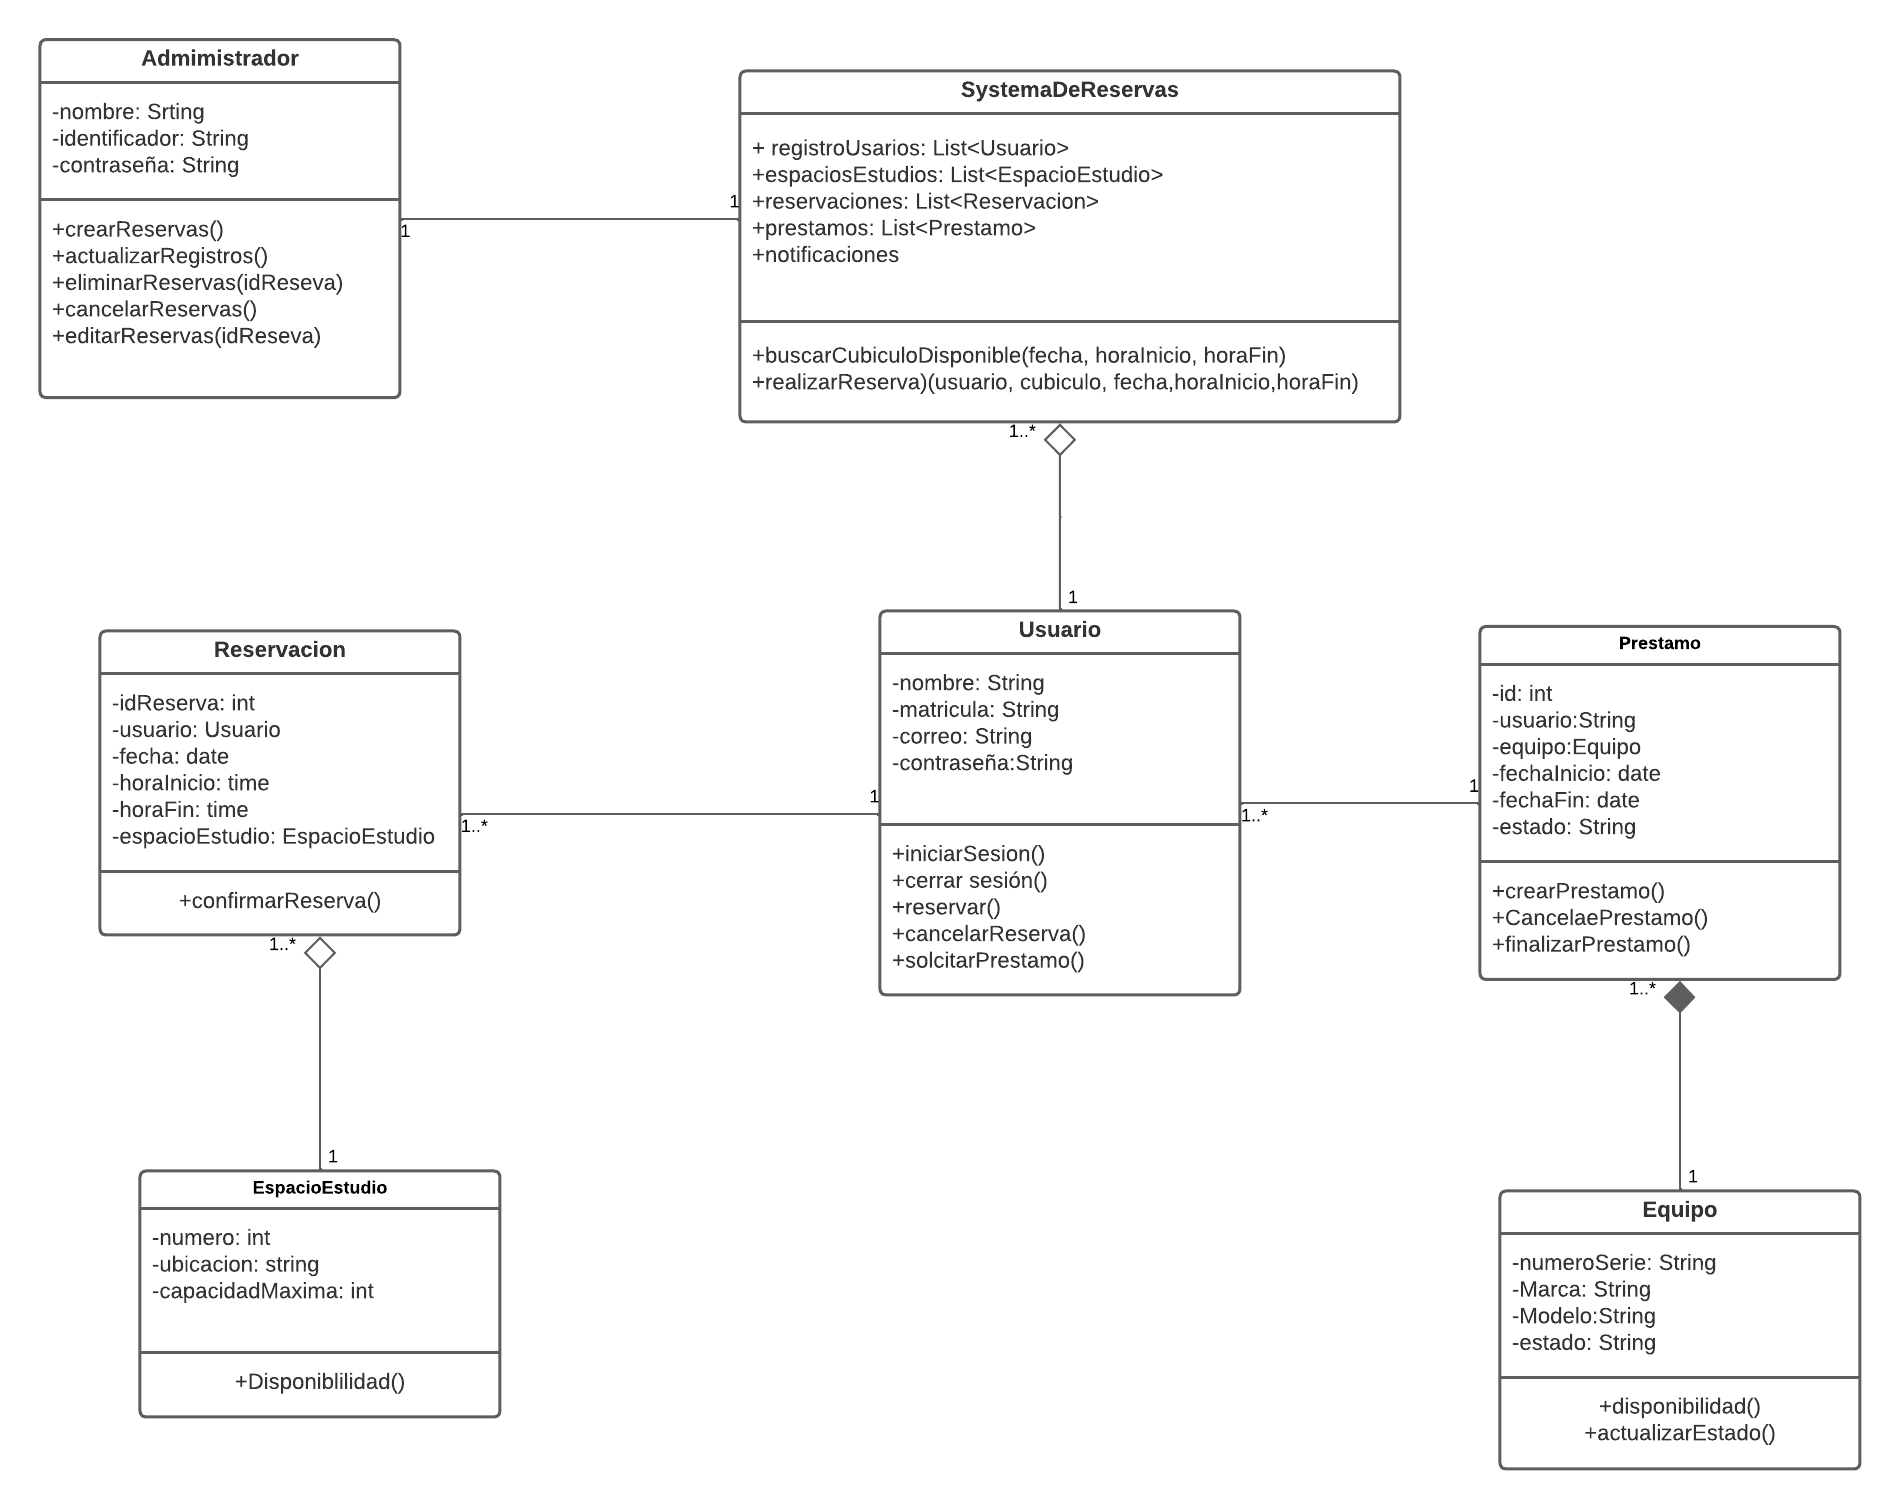 Admimistrador
-nombre: Srting
-identificador: String
-contraseña: String
+crearReservas()
+actualizarRegistros()
+eliminarReservas(idReseva)
+cancelarReservas()
+editarReservas(idReseva)
1
1
SystemaDeReservas
+ registroUsarios: List<Usuario>
+espaciosEstudios: List<EspacioEstudio>
+reservaciones: List<Reservacion>
+prestamos: List<Prestamo>
+notificaciones
+buscarCubiculoDisponible(fecha, horaInicio, horaFin)
+realizarReserva)(usuario, cubiculo, fecha,horaInicio,horaFin)
1..*
1
Reservacion
-idReserva: int
-usuario: Usuario
-fecha: date
-horaInicio: time
-horaFin: time
-espacioEstudio: EspacioEstudio
+confirmarReserva()
1..*
1
Usuario
-nombre: String
-matricula: String
-correo: String
-contraseña:String
+iniciarSesion()
+cerrar sesión()
+reservar()
+cancelarReserva()
+solcitarPrestamo()
1..*
1
Prestamo
-id: int
-usuario:String
-equipo:Equipo
-fechaInicio: date
-fechaFin: date
-estado: String
+crearPrestamo()
+CancelaePrestamo()
+finalizarPrestamo()
1..*
1
EspacioEstudio
-numero: int
-ubicacion: string
-capacidadMaxima: int
+Disponiblilidad()
1..*
1
Equipo
-numeroSerie: String
-Marca: String
-Modelo:String
-estado: String
+disponibilidad()
+actualizarEstado()